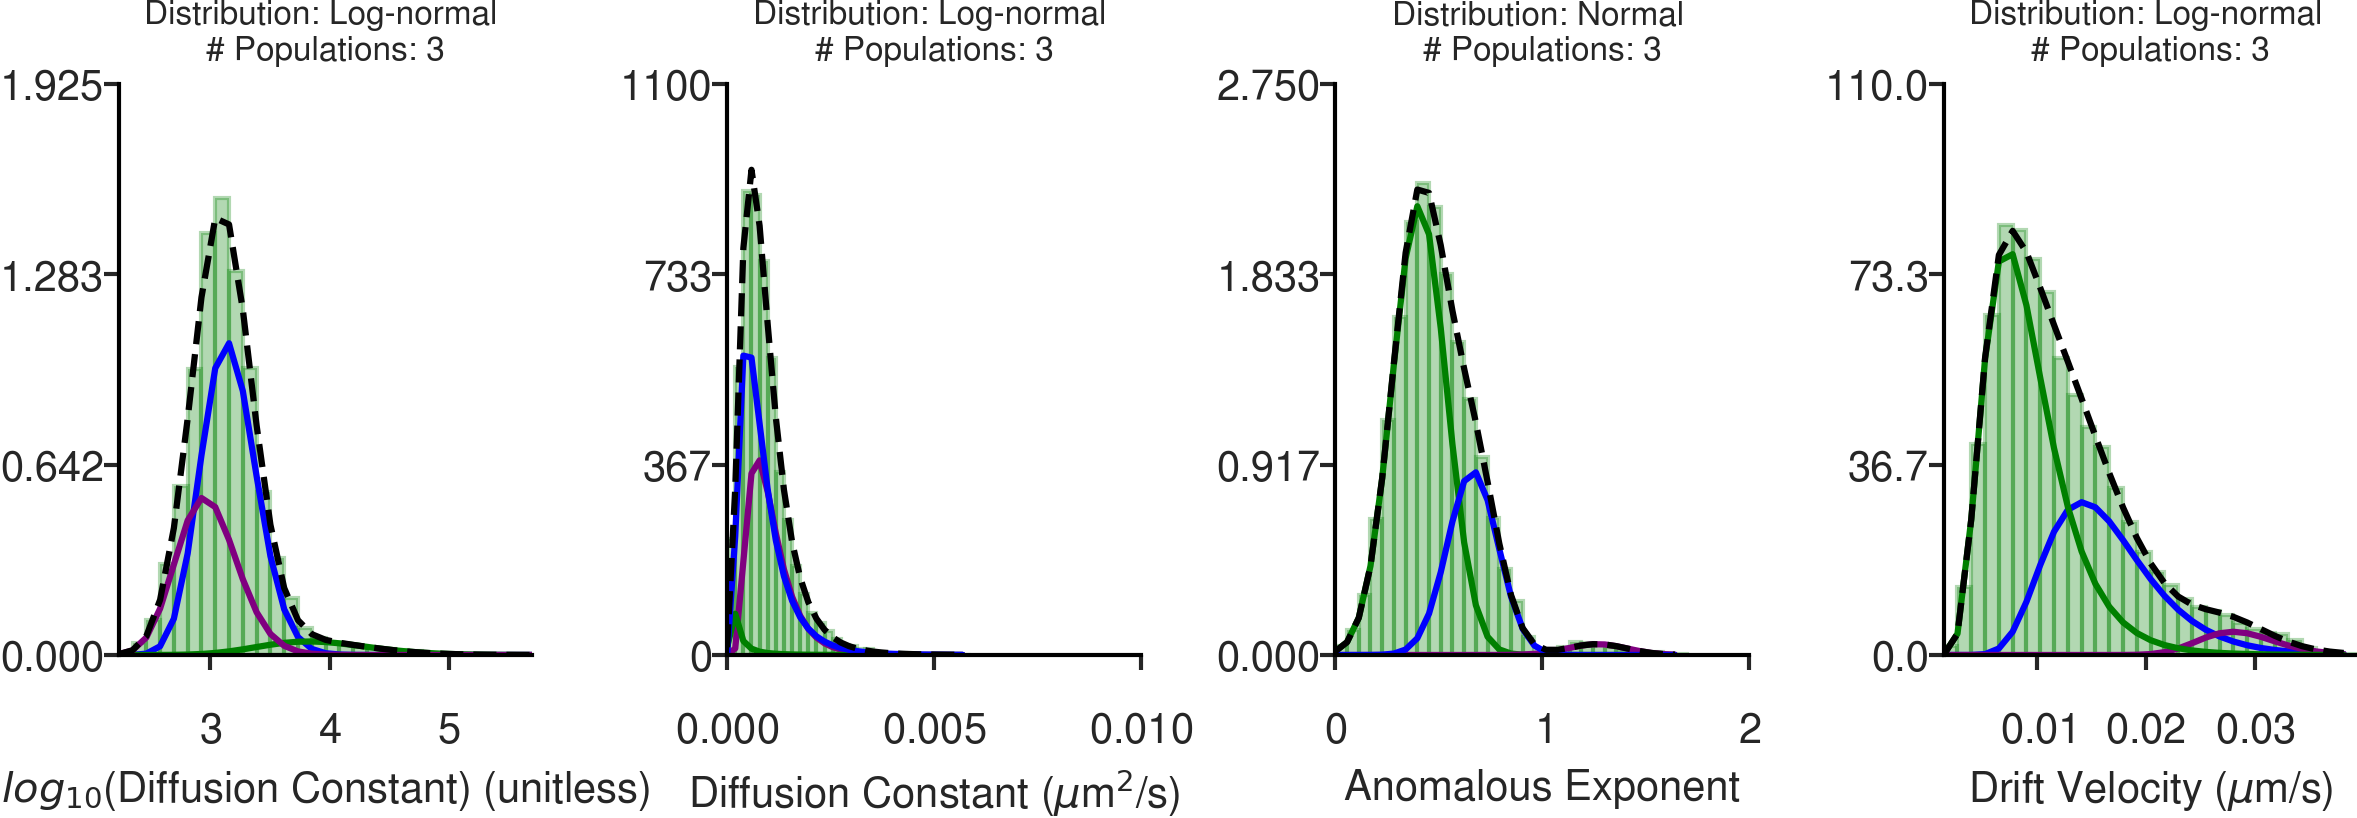 Distribution: Log-normal
# Populations: 3
1.925
1.283
0.642
0.000
3 4 5
log10(Diffusion Constant) (unitless)
Distribution: Log-normal
# Populations: 3
1100
733
367
0
0.000 0.005 0.010
Diffusion Constant (μm²/s)
Distribution: Normal
# Populations: 3
2.750
1.833
0.917
0.000
0 1 2
Anomalous Exponent
Distribution: Log-normal
# Populations: 3
110.0
73.3
36.7
0.0
0.01 0.02 0.03
Drift Velocity (μm/s)